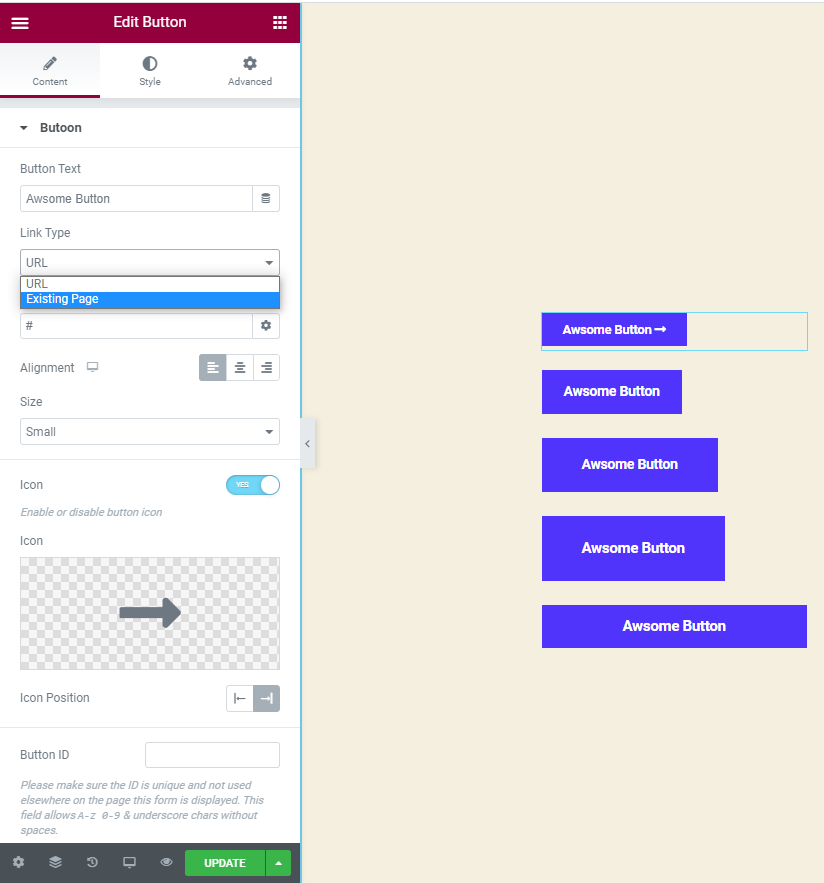 Edit Button
Content
Style
Advanced
Butoon
Button Text
Awsome Button
Link Type
URL
URL
Existing Page
#
Alignment
Size
Small
Icon
YES
Enable or disable button icon
Icon
Icon Position
Button ID
Please make sure the ID is unique and not used
elsewhere on the page this form is displayed. This
field allows A-z 0-9 & underscore chars without
spaces.
UPDATE
Awsome Button
Awsome Button
Awsome Button
Awsome Button
Awsome Button